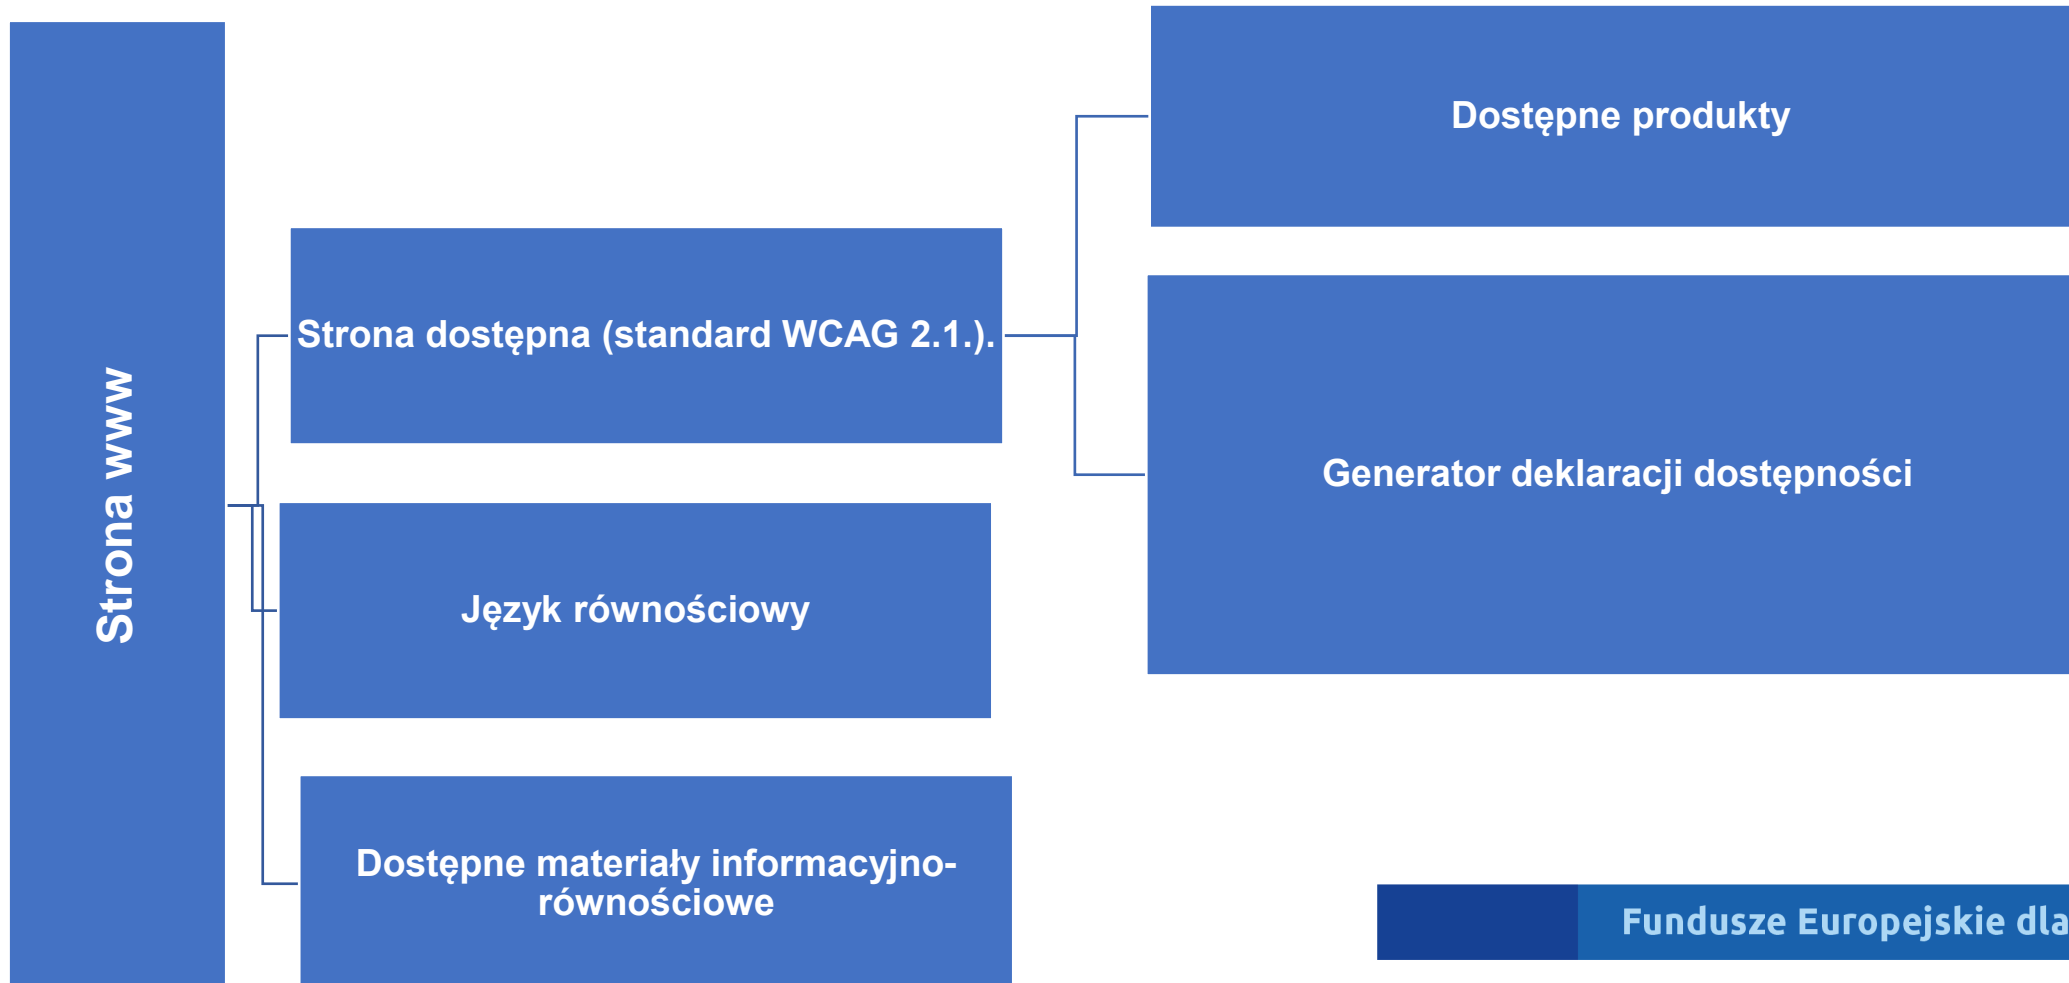 Strona www
Strona dostępna (standard WCAG 2.1.).
Język równościowy
Dostępne materiały informacyjno-
równościowe
Dostępne produkty
Generator deklaracji dostępności
Fundusze Europejskie dla